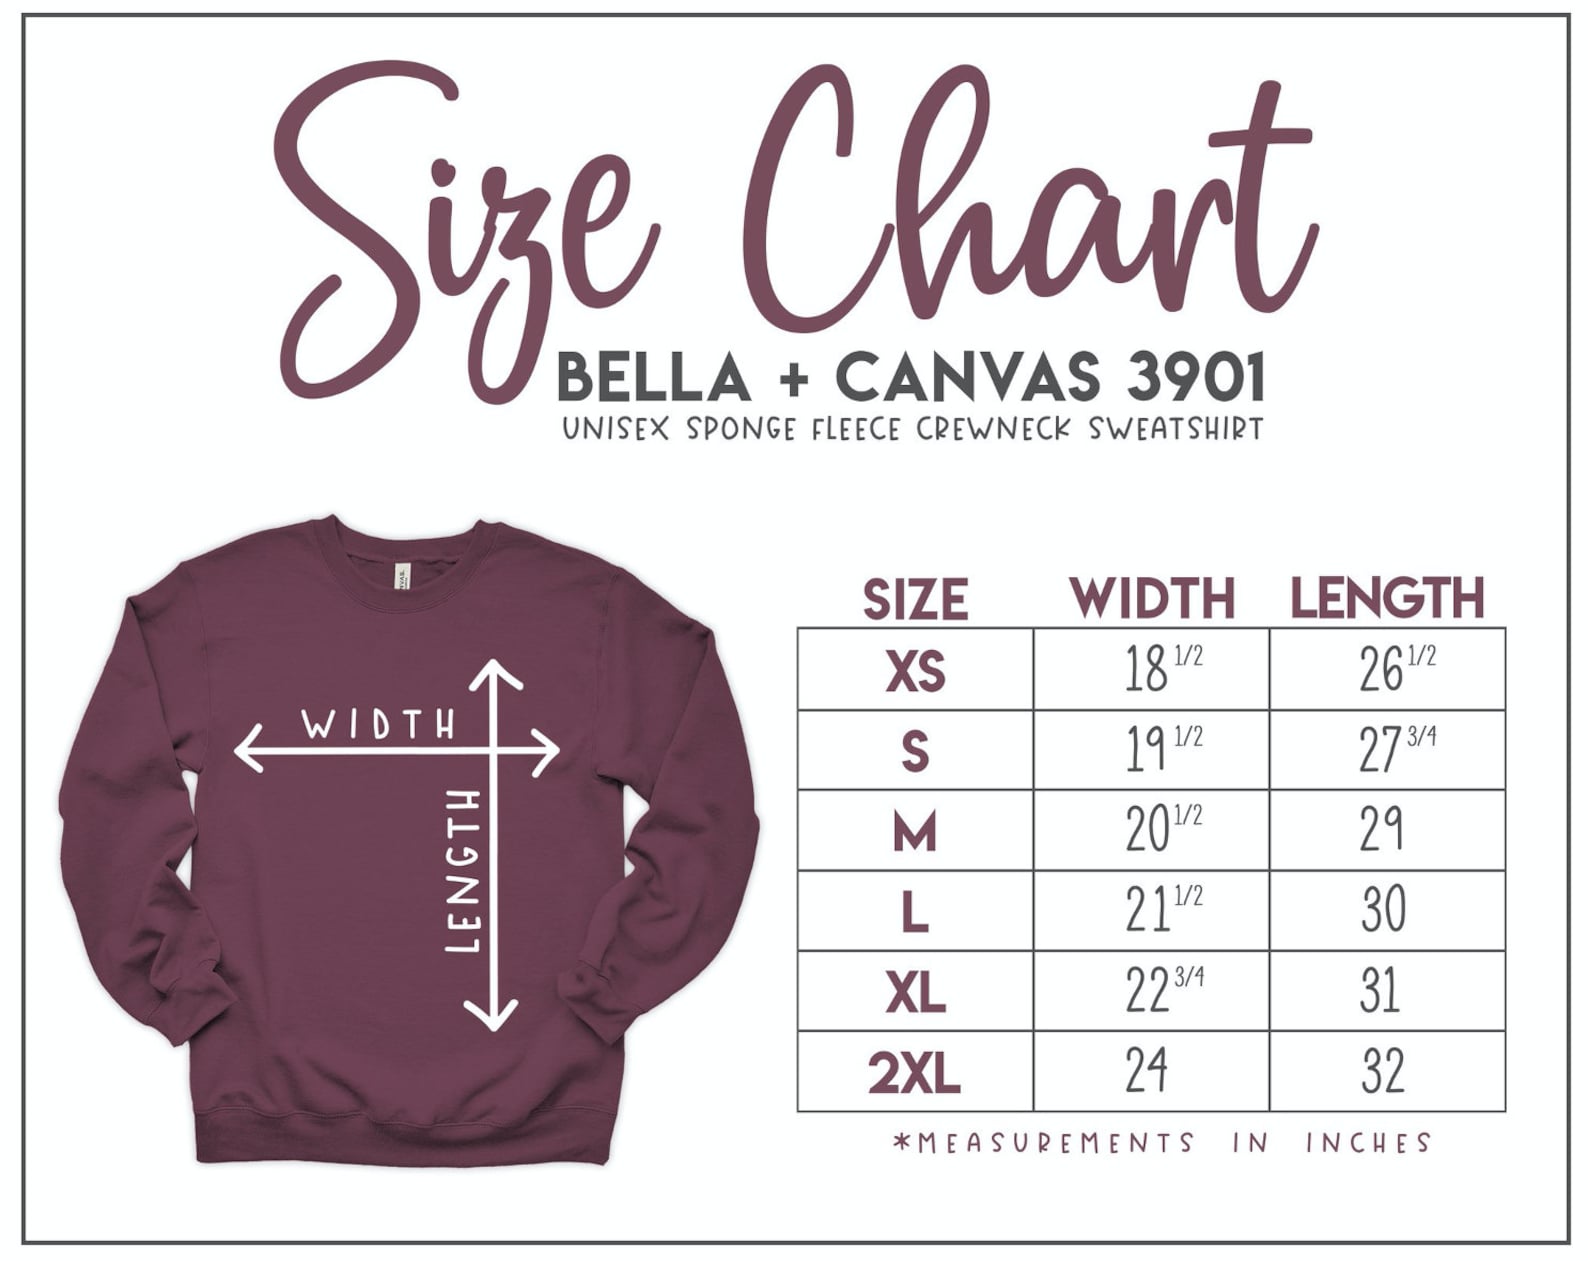 Size Chart
BELLA + CANVAS 3901
UNISEX SPONGE FLEECE CREWNECK SWEATSHIRT
WIDTH
LENGTH
SIZE WIDTH LENGTH
XS 18 1/2 26 1/2
S 19 1/2 27 3/4
M 20 1/2 29
L 21 1/2 30
XL 22 3/4 31
2XL 24 32
*MEASUREMENTS IN INCHES